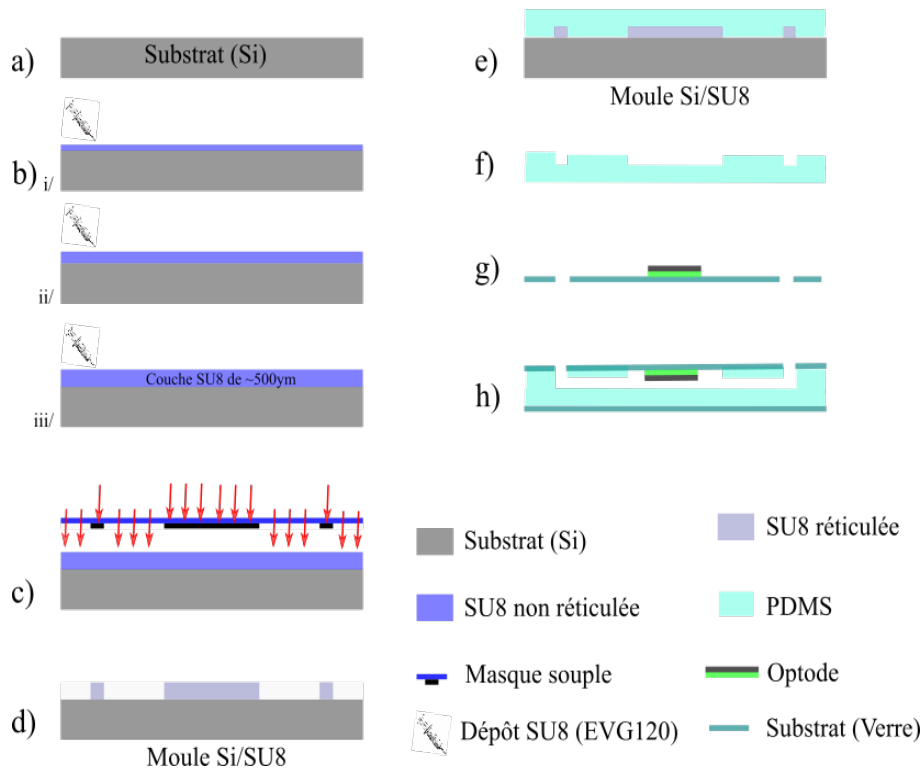 a)
Substrat (Si)
b)
i/
ii/
Couche SU8 de ~500ym
iii/
c)
d)
Moule Si/SU8
e)
Moule Si/SU8
f)
g)
h)
Substrat (Si)
SU8 réticulée
SU8 non réticulée
PDMS
Masque souple
Optode
Dépôt SU8 (EVG120)
Substrat (Verre)